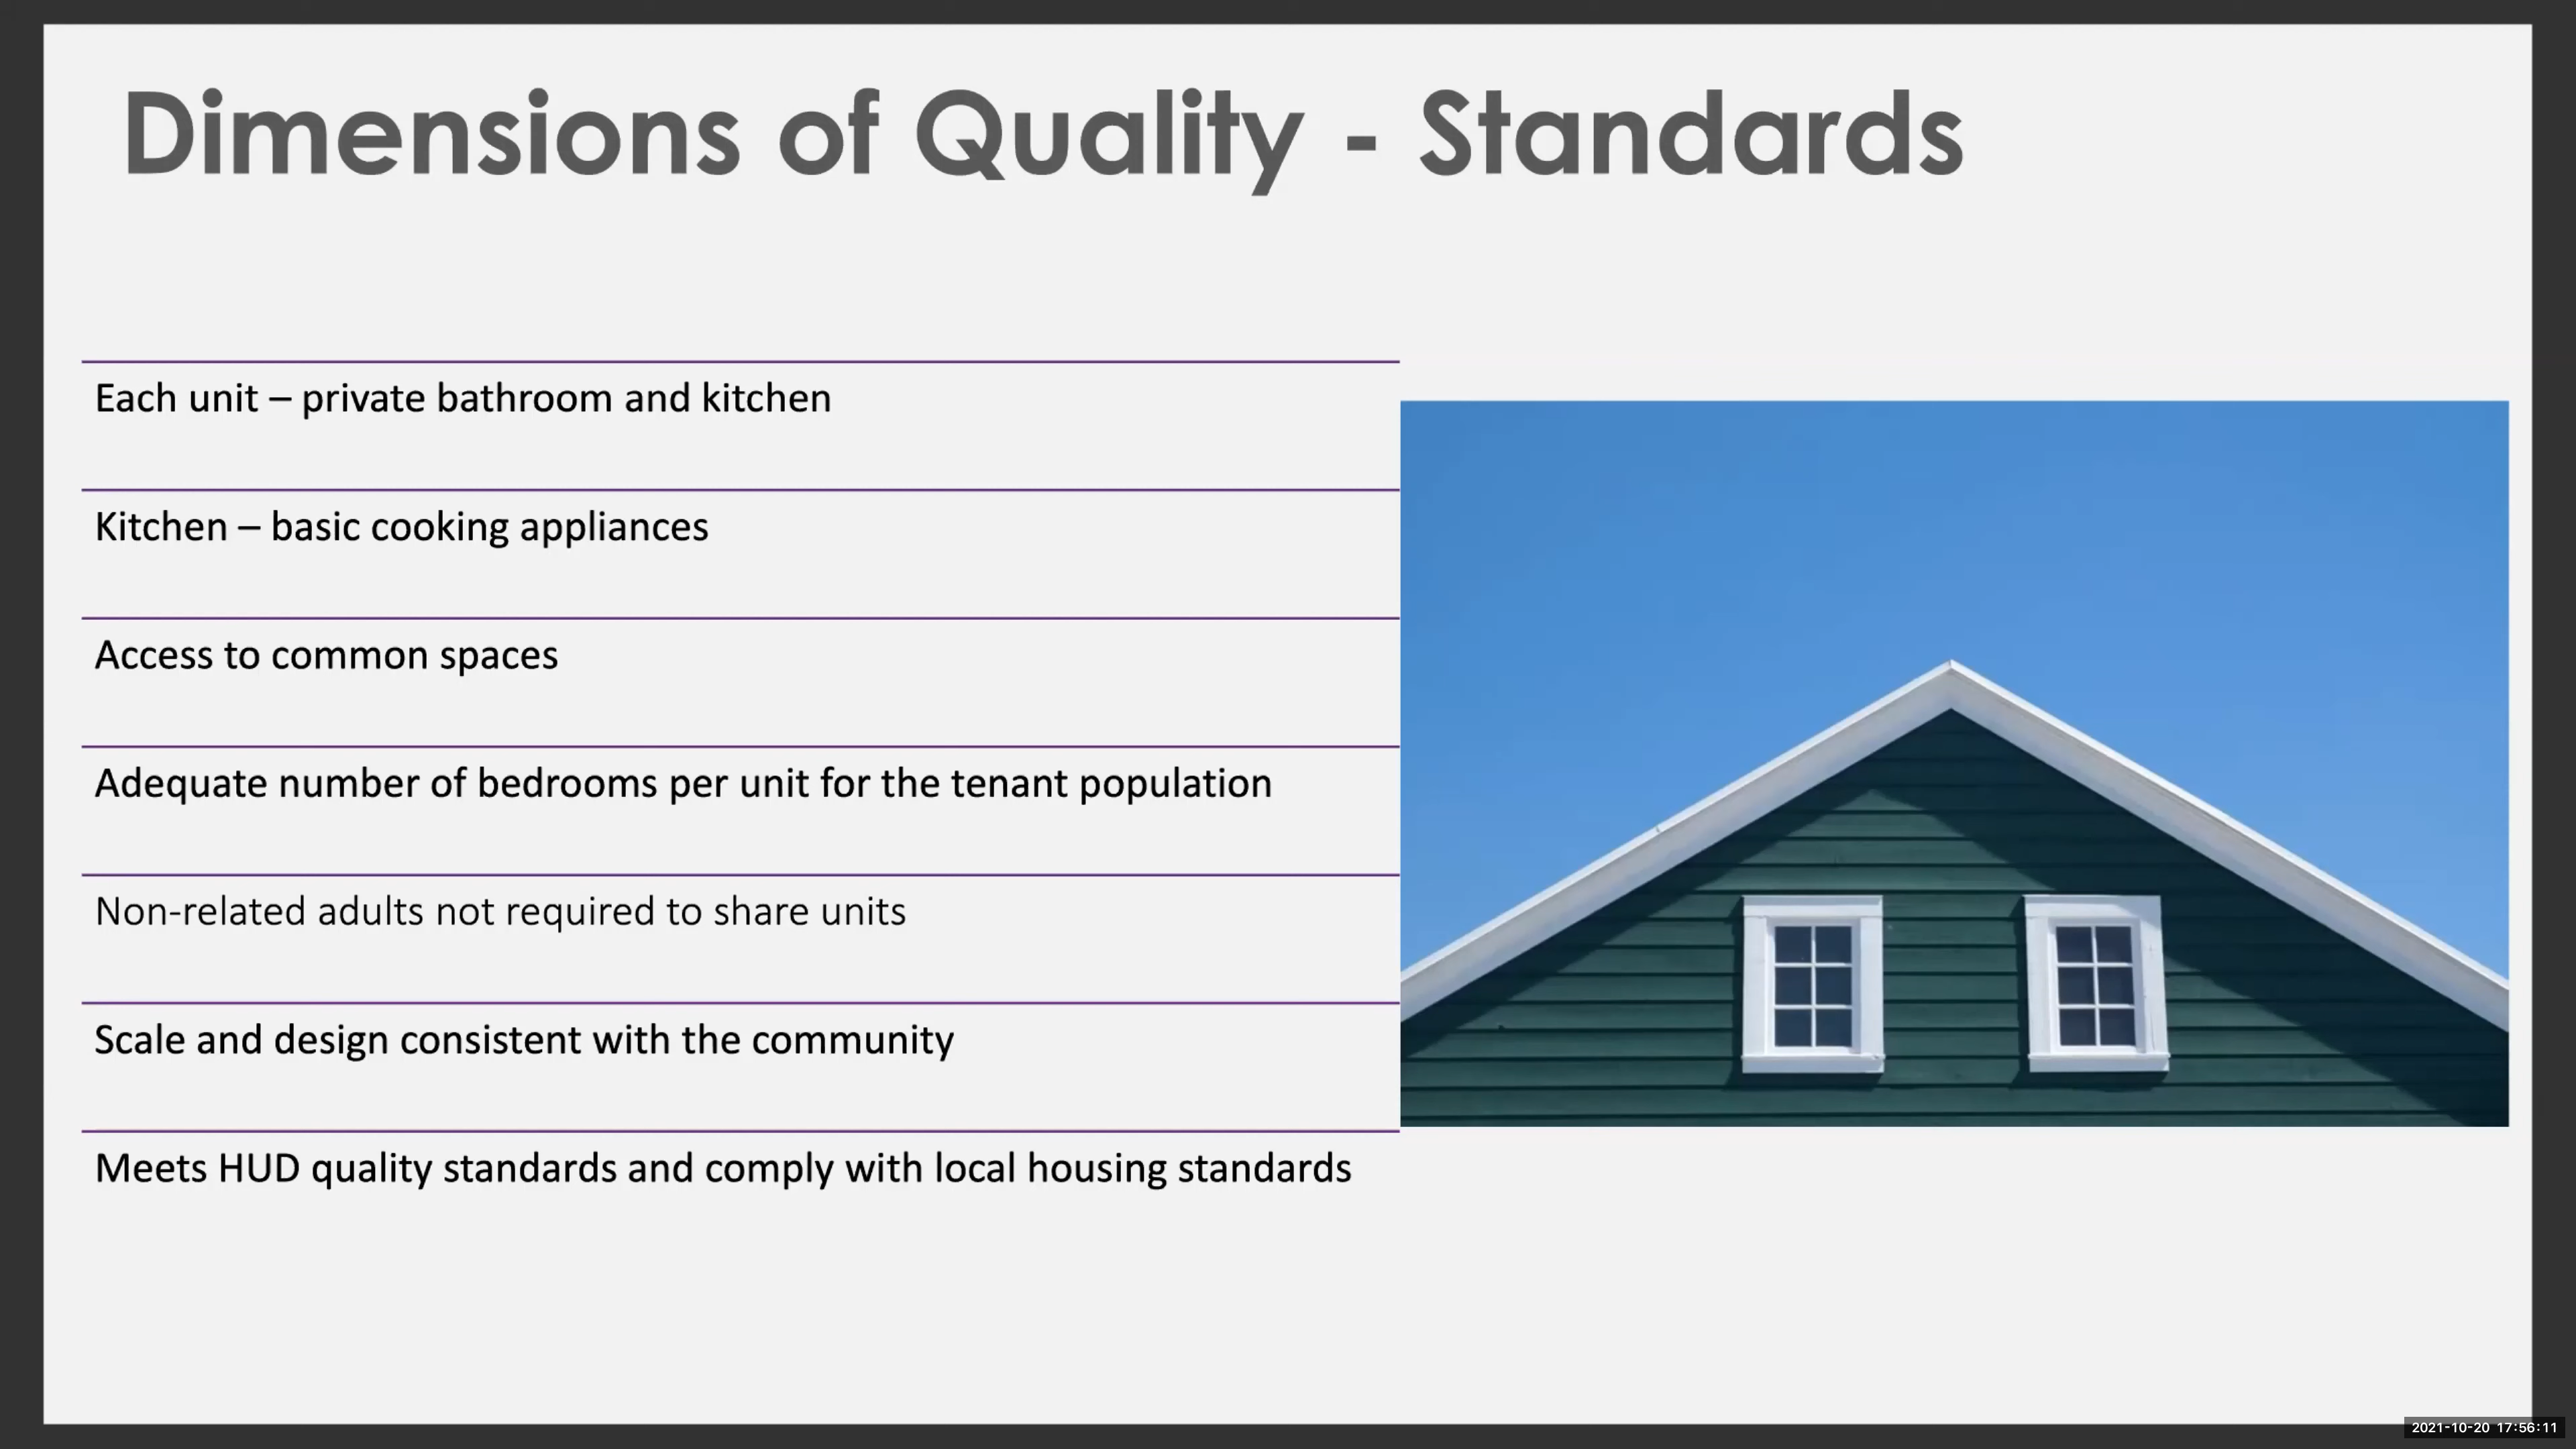 Dimensions of Quality - Standards
Each unit – private bathroom and kitchen
Kitchen – basic cooking appliances
Access to common spaces
Adequate number of bedrooms per unit for the tenant population
Non-related adults not required to share units
Scale and design consistent with the community
Meets HUD quality standards and comply with local housing standards
2021-10-20 17:56:11